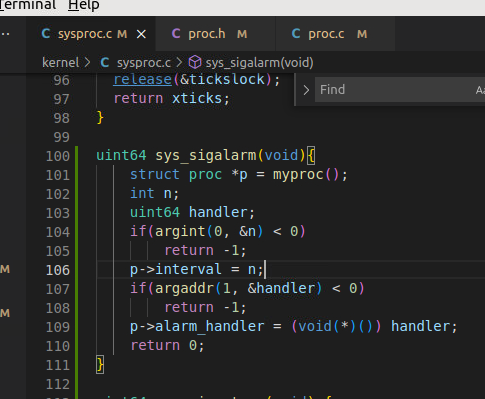 Terminal Help
sysproc.c M × proc.h M proc.c M
kernel > sysproc.c > sys_sigalarm(void)
96 release(&tickslock);
97 return xticks;
98 }
99
100 uint64 sys_sigalarm(void){
101 struct proc *p = myproc();
102 int n;
103 uint64 handler;
104 if(argint(0, &n) < 0)
105 return -1;
106 p->interval = n;
107 if(argaddr(1, &handler) < 0)
108 return -1;
109 p->alarm_handler = (void(*)()) handler;
110 return 0;
111 }
112
> Find Aa
M
M